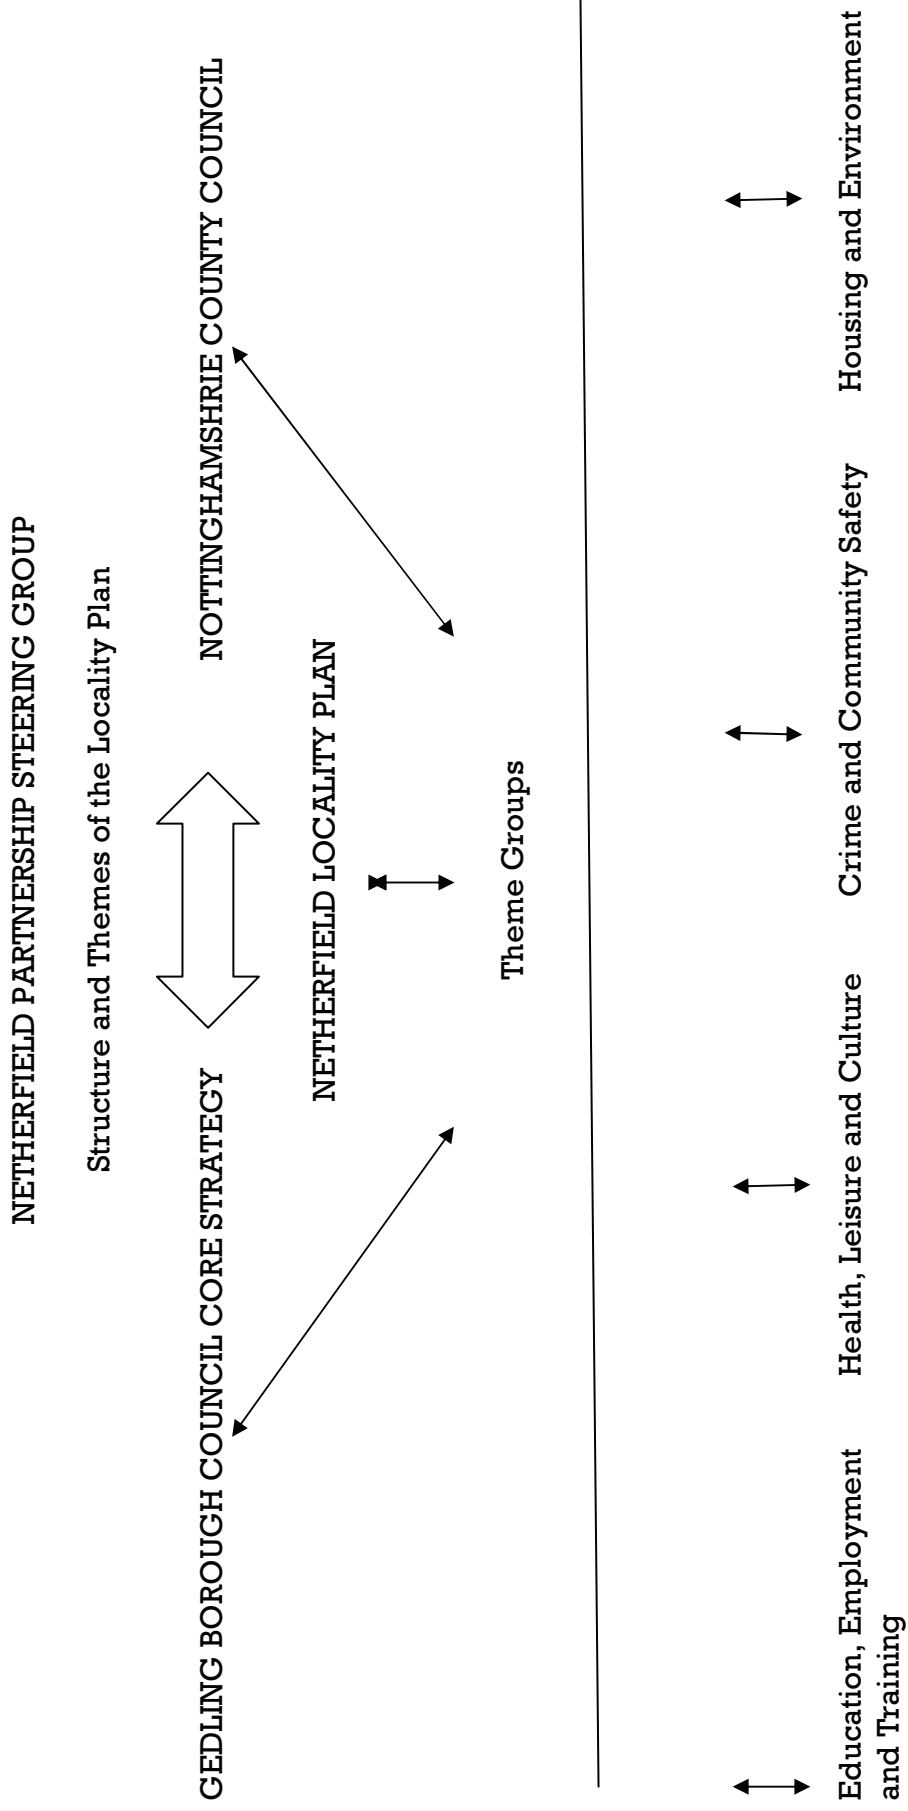 NETHERFIELD PARTNERSHIP STEERING GROUP
Structure and Themes of the Locality Plan
GEDLING BOROUGH COUNCIL CORE STRATEGY
NOTTINGHAMSHRIE COUNTY COUNCIL
NETHERFIELD LOCALITY PLAN
Theme Groups
Education, Employment
and Training
Health, Leisure and Culture
Crime and Community Safety
Housing and Environment